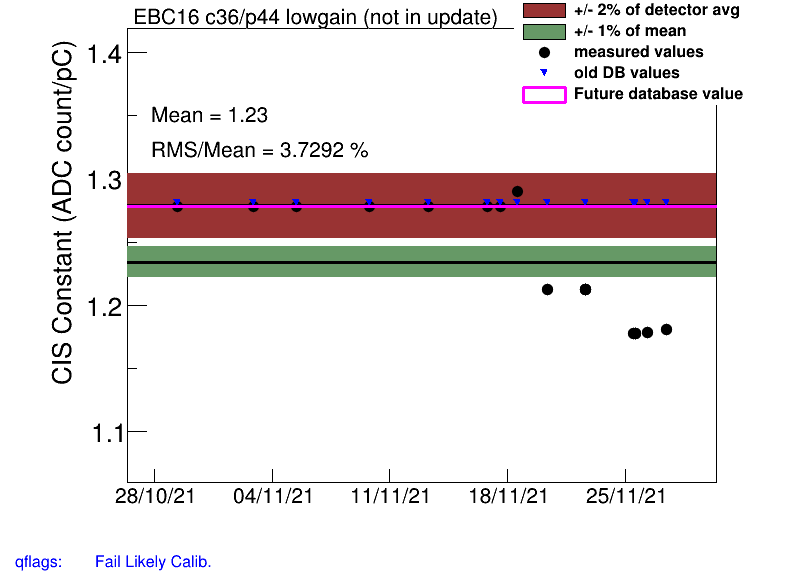 EBC16 c36/p44 lowgain (not in update)
+/- 2% of detector avg
+/- 1% of mean
measured values
old DB values
Future database value
Mean = 1.23
RMS/Mean = 3.7292 %
CIS Constant (ADC count/pC)
1.4
1.3
1.2
1.1
28/10/21 04/11/21 11/11/21 18/11/21 25/11/21
qflags: Fail Likely Calib.